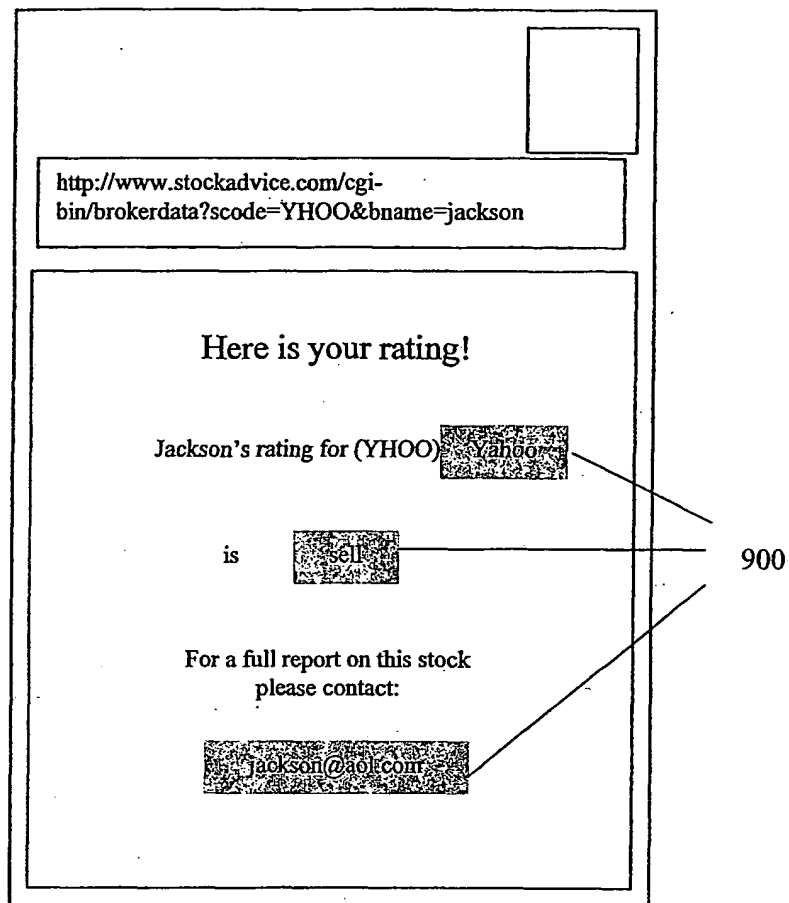 http://www.stockadvice.com/cgi-
bin/brokerdata?scode=YHOO&bname=jackson
Here is your rating!
Jackson's rating for (YHOO) Yahoo
is sell
900
For a full report on this stock
please contact:
jackson@aol.com